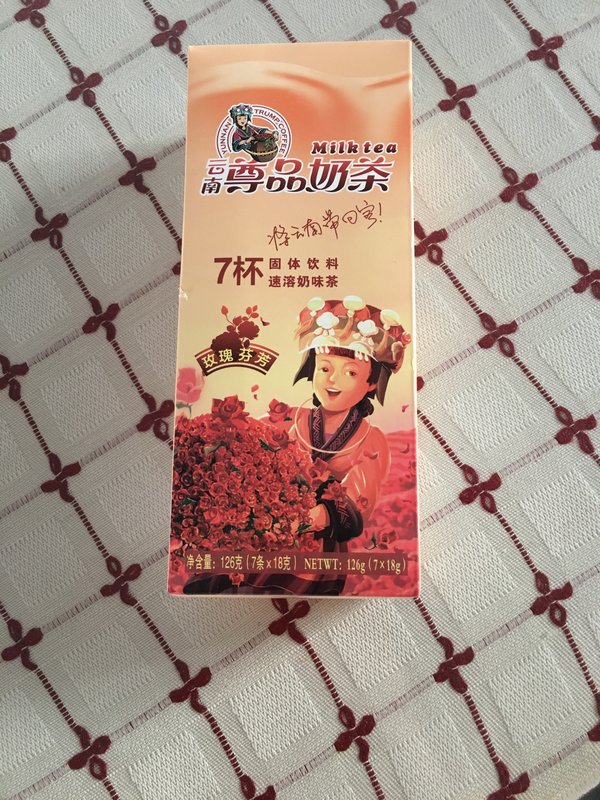 YUNNAN TRUMP COFFEE
Milk tea
云南 尊品奶茶
将云南带回家!
7杯 固体饮料
速溶奶味茶
玫瑰芬芳
净含量：126克（7条×18克） NETWT: 126g (7×18g)